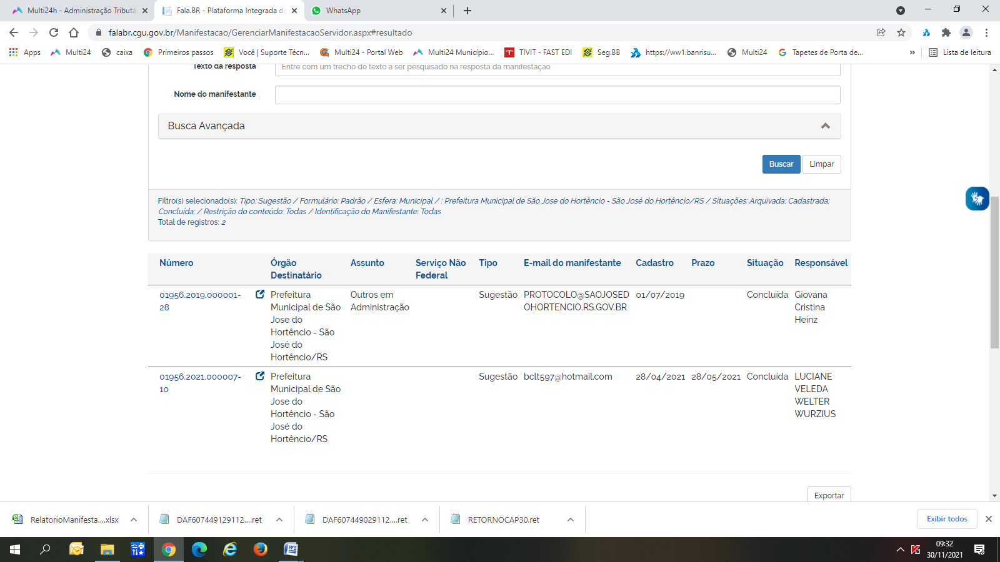 Multi24h - Administração Tributá
Fala.BR - Plataforma Integrada de
WhatsApp
falabr.cgu.gov.br/Manifestacao/GerenciarManifestacaoServidor.aspx#resultado
Apps
Multi24
caixa
Primeiros passos
Você | Suporte Técn...
Multi24 - Portal Web
Multi24 Município...
TIVIT - FAST EDI
Seg.BB
https://ww1.banrisu...
Multi24
Tapetes de Porta de...
»
Lista de leitura
Texto da resposta
Entre com um trecho do texto a ser pesquisado na resposta da manifestação
Nome do manifestante
Busca Avançada
Buscar
Limpar
Filtro(s) selecionado(s): Tipo: Sugestão / Formulário: Padrão / Esfera: Municipal / : Prefeitura Municipal de São Jose do Hortêncio - São José do Hortêncio/RS / Situações: Arquivada; Cadastrada;
Concluída; / Restrição do conteúdo: Todas / Identificação do Manifestante: Todas
Total de registros: 2
Número
Órgão
Destinatário
Assunto
Serviço Não
Federal
Tipo
E-mail do manifestante
Cadastro
Prazo
Situação
Responsável
01956.2019.000001-
28
Prefeitura
Municipal de São
Jose do
Hortêncio - São
José do
Hortêncio/RS
Outros em
Administração
Sugestão
PROTOCOLO@SAOJOSED
OHORTENCIO.RS.GOV.BR
01/07/2019
Concluída
Giovana
Cristina
Heinz
01956.2021.000007-
10
Prefeitura
Municipal de São
Jose do
Hortêncio - São
José do
Hortêncio/RS
Sugestão
bclt597@hotmail.com
28/04/2021
28/05/2021
Concluída
LUCIANE
VELEDA
WELTER
WURZIUS
Exportar
RelatorioManifesta....xlsx
DAF607449129112....ret
DAF607449029112....ret
RETORNOCAP30.ret
Exibir todos
09:32
30/11/2021